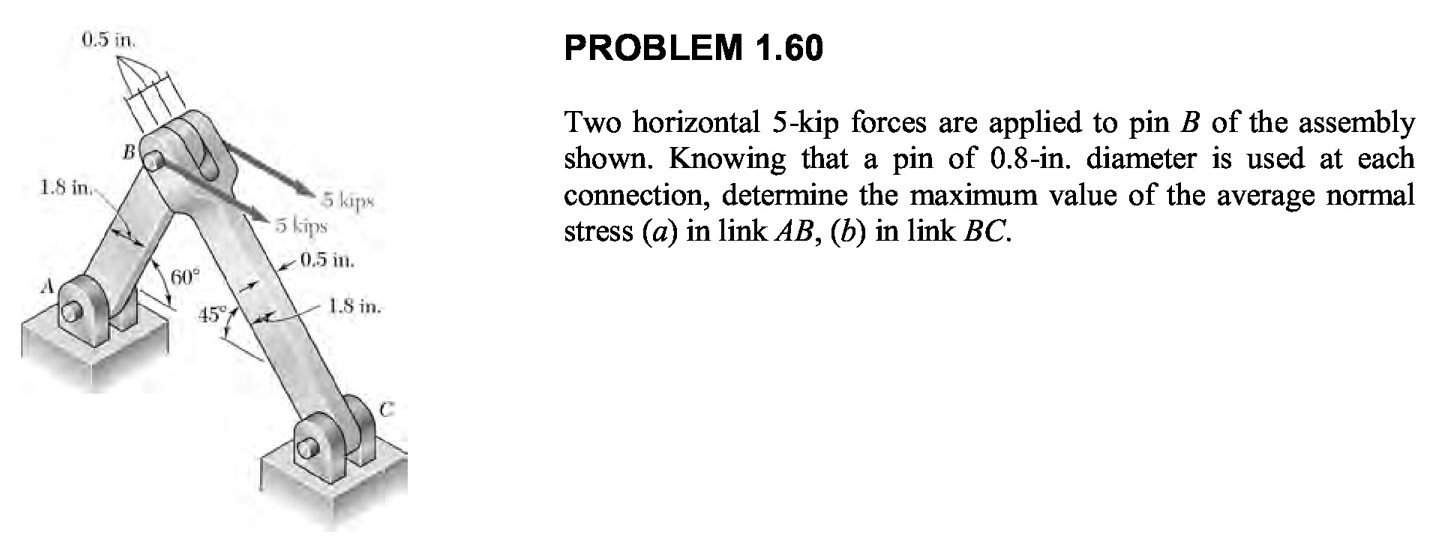 0.5 in.
B
1.8 in.
5 kips
5 kips
0.5 in.
A
60°
45°
1.8 in.
C
PROBLEM 1.60
Two horizontal 5-kip forces are applied to pin B of the assembly
shown. Knowing that a pin of 0.8-in. diameter is used at each
connection, determine the maximum value of the average normal
stress (a) in link AB, (b) in link BC.